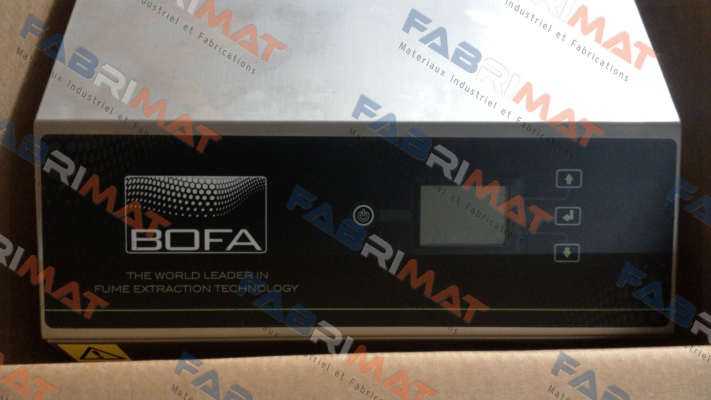 BOFA
THE WORLD LEADER IN
FUME EXTRACTION TECHNOLOGY
FABRIMAT
Matériaux Industriel et Fabrications